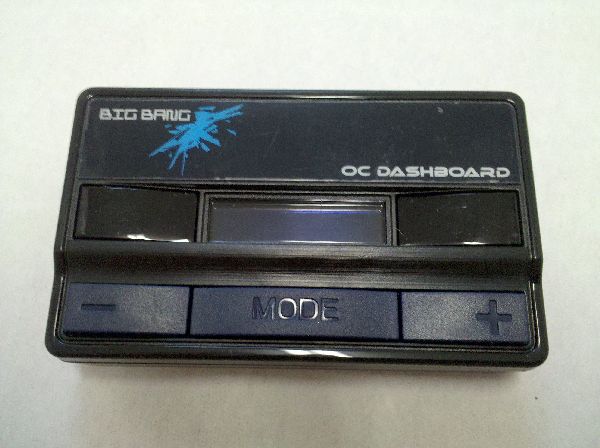 BIG BANG
OC DASHBOARD
- MODE +